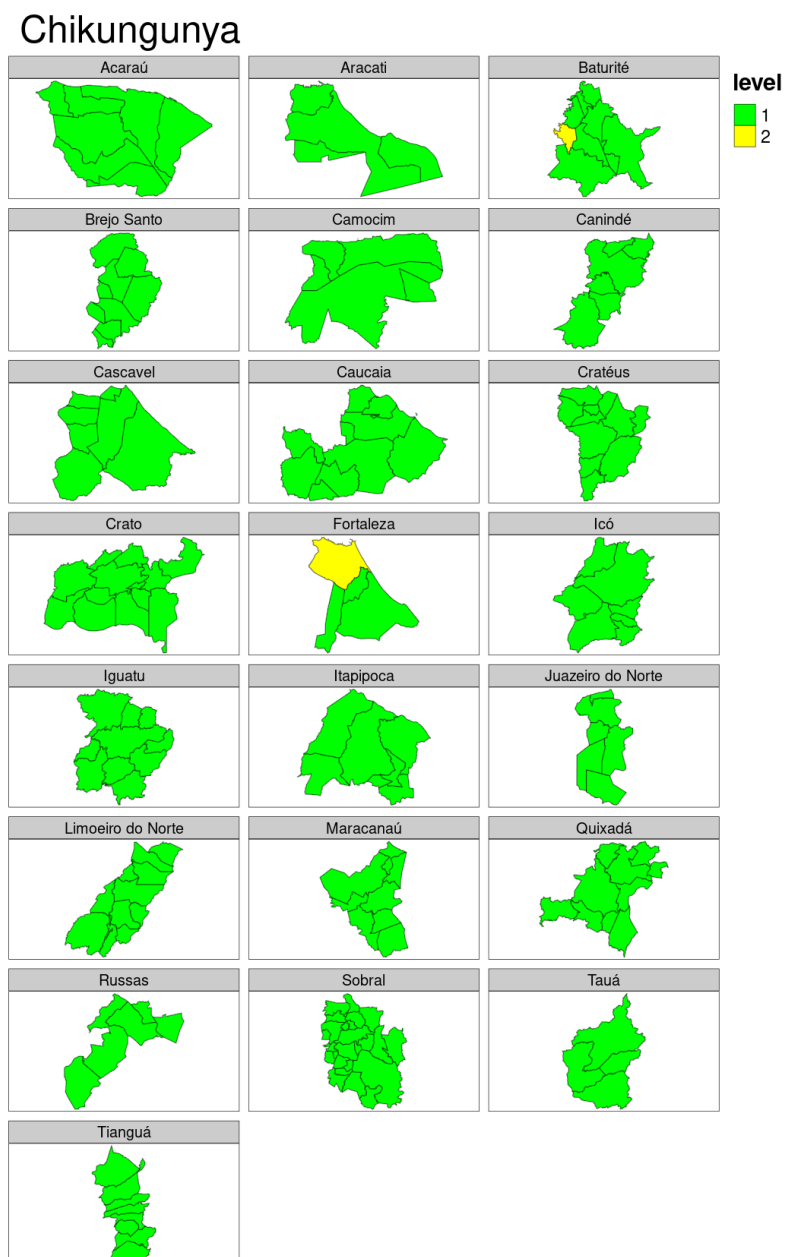 Chikungunya
Acaraú
Aracati
Baturité
level
1
2
Brejo Santo
Camocim
Canindé
Cascavel
Caucaia
Cratéus
Crato
Fortaleza
Icó
Iguatu
Itapipoca
Juazeiro do Norte
Limoeiro do Norte
Maracanaú
Quixadá
Russas
Sobral
Tauá
Tianguá